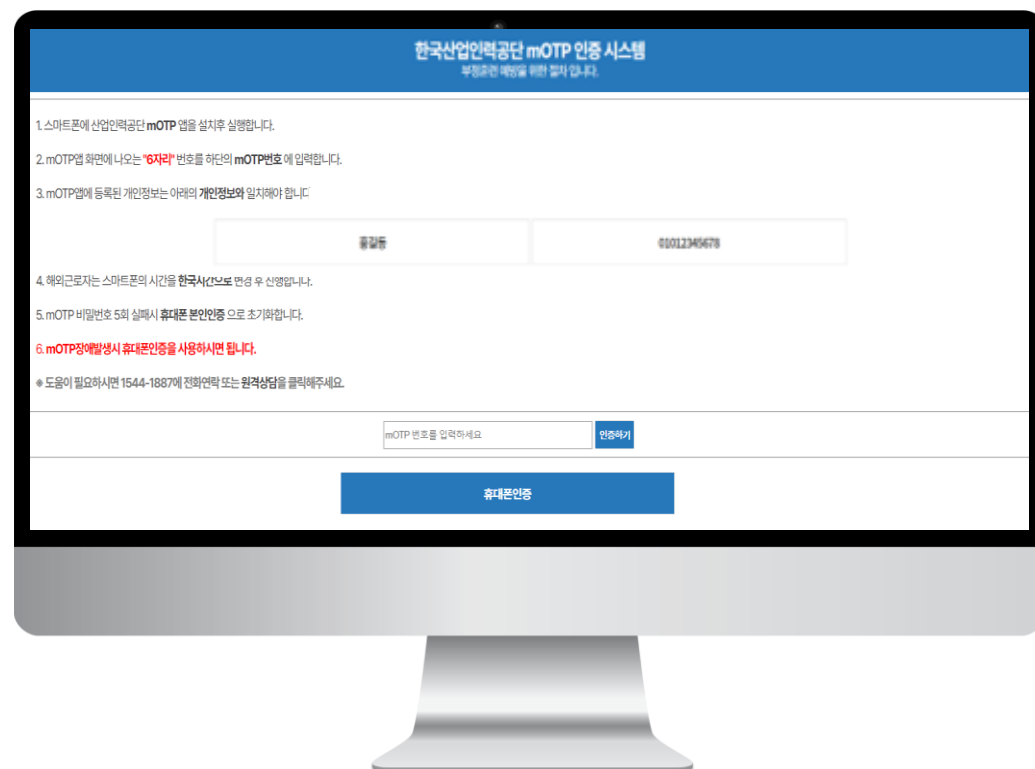 한국산업인력공단 mOTP 인증 시스템
부정훈련 예방을 위한 절차 입니다.
1. 스마트폰에 산업인력공단 mOTP 앱을 설치후 실행합니다.
2. mOTP앱 화면에 나오는 "6자리" 번호를 하단의 mOTP번호 에 입력합니다.
3. mOTP앱에 등록된 개인정보는 아래의 개인정보와 일치해야 합니다
홍길동 01012345678
4. 해외근로자는 스마트폰의 시간을 한국시간으로 변경 후 진행합니다.
5. mOTP 비밀번호 5회 실패시 휴대폰 본인인증 으로 초기화합니다.
6. mOTP장애발생시 휴대폰인증을 사용하시면 됩니다.
※ 도움이 필요하시면 1544-1887에 전화연락 또는 원격상담을 클릭해주세요.
mOTP 번호를 입력하세요 인증하기
휴대폰인증